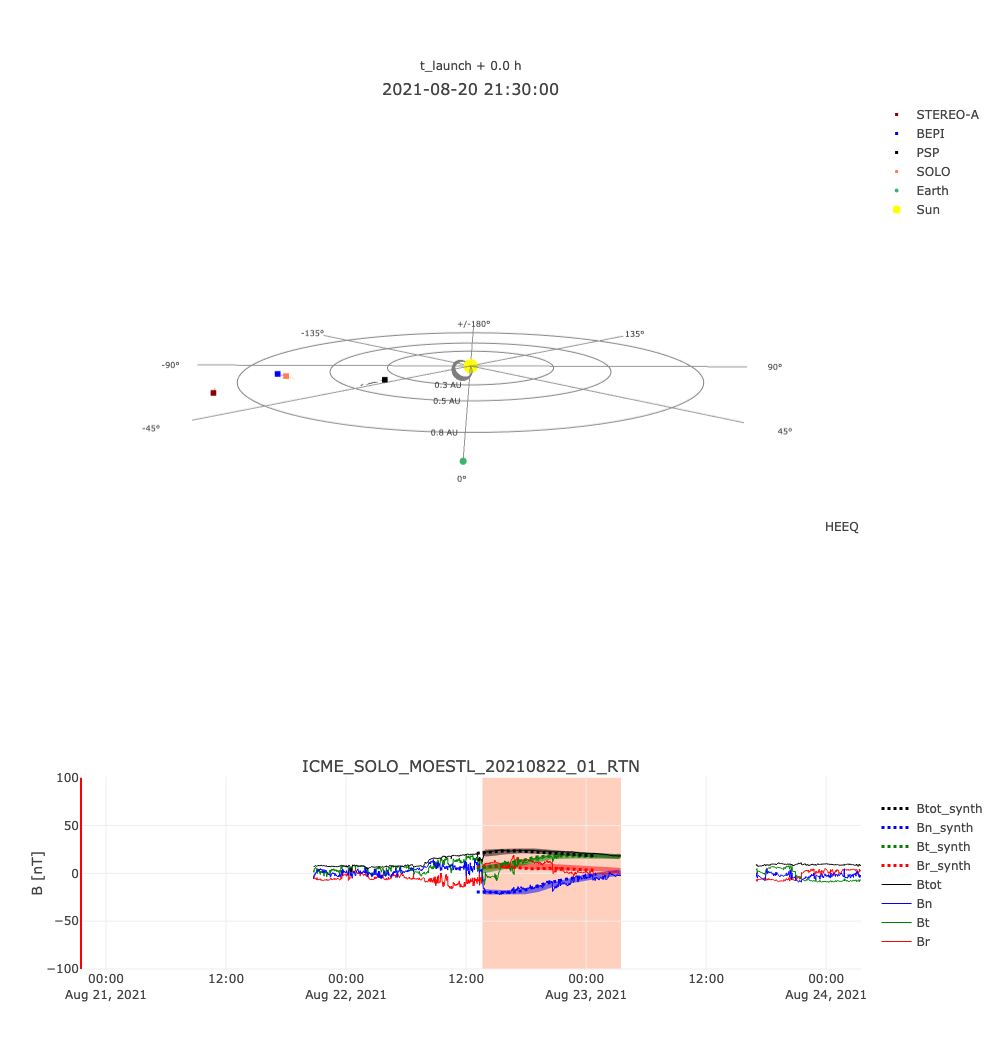 t_launch + 0.0 h
2021-08-20 21:30:00
STEREO-A
BEPI
PSP
SOLO
Earth
Sun
+/-180°
-135°
135°
-90°
90°
0.3 AU
0.5 AU
-45°
45°
0.8 AU
0°
HEEQ
ICME_SOLO_MOESTL_20210822_01_RTN
B [nT]
100
50
0
−50
−100
00:00
Aug 21, 2021
12:00
00:00
Aug 22, 2021
12:00
00:00
Aug 23, 2021
12:00
00:00
Aug 24, 2021
Btot_synth
Bn_synth
Bt_synth
Br_synth
Btot
Bn
Bt
Br